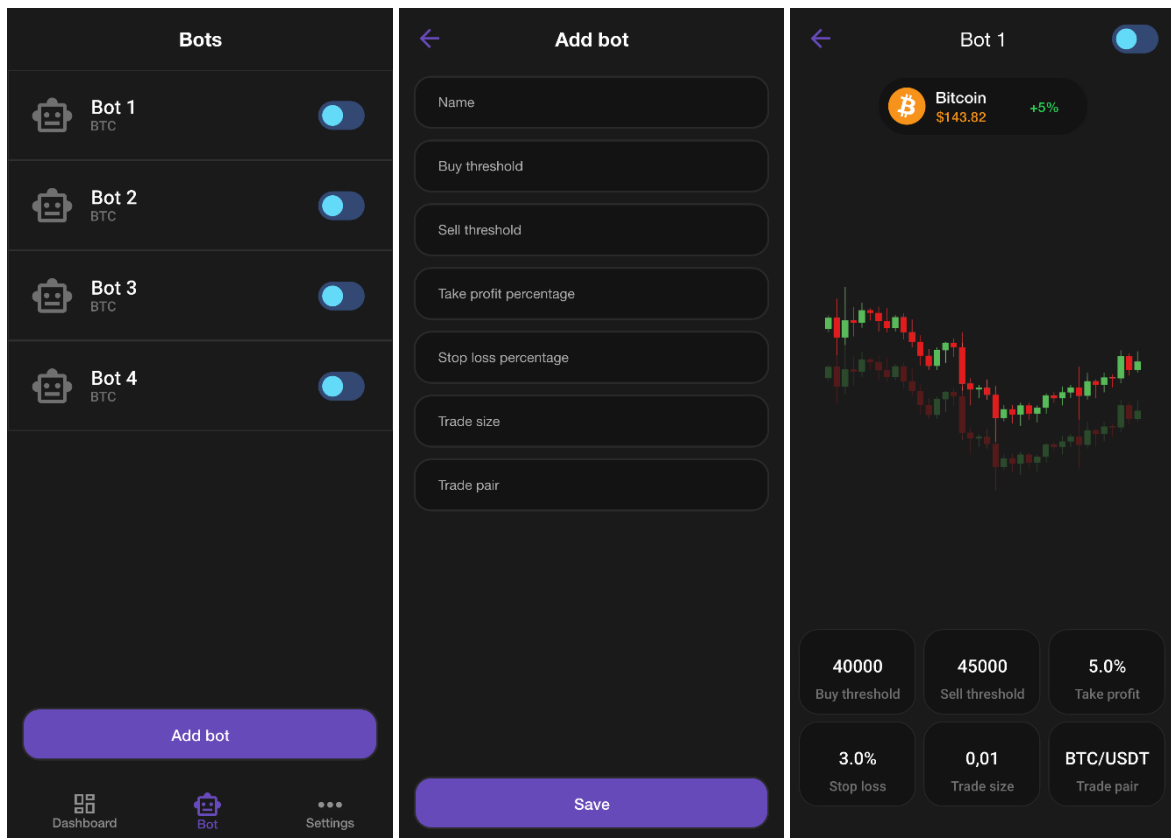 Bots
Bot 1
BTC
Bot 2
BTC
Bot 3
BTC
Bot 4
BTC
Add bot
Dashboard
Bot
Settings
Add bot
Name
Buy threshold
Sell threshold
Take profit percentage
Stop loss percentage
Trade size
Trade pair
Save
Bot 1
Bitcoin
$143.82
+5%
40000
Buy threshold
45000
Sell threshold
5.0%
Take profit
3.0%
Stop loss
0,01
Trade size
BTC/USDT
Trade pair